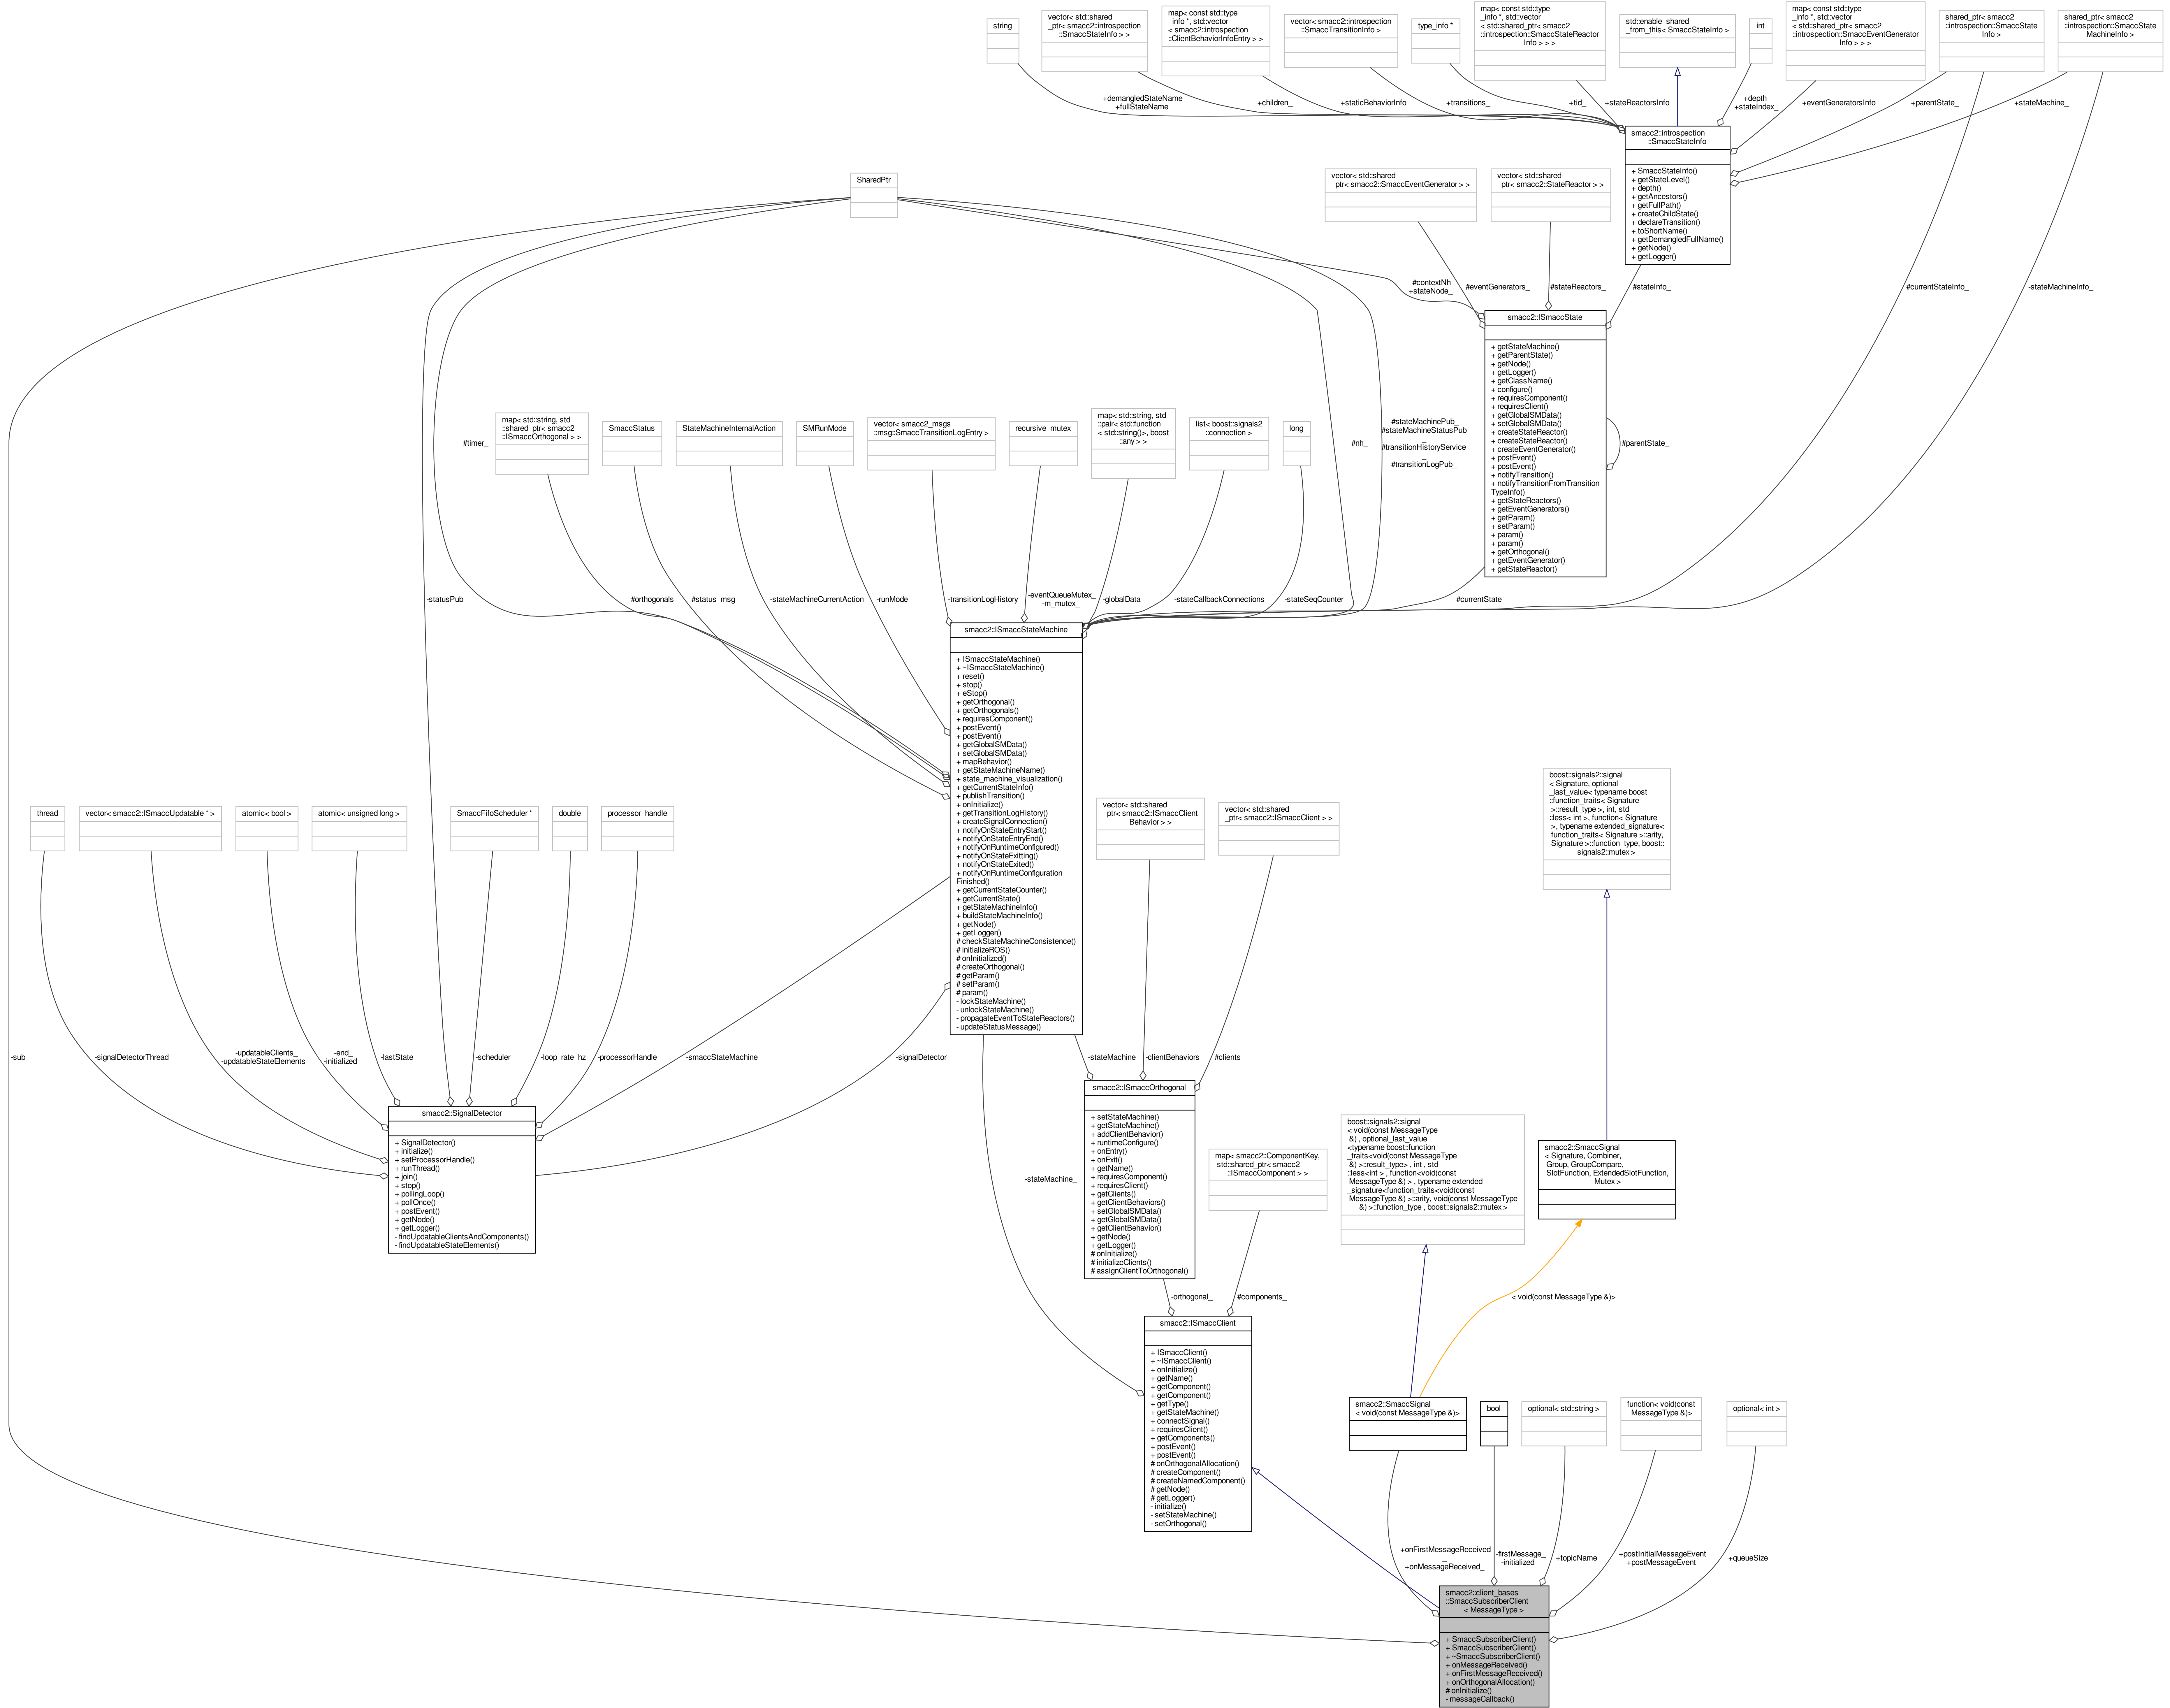 string
vector< std::shared
_ptr< smacc2::introspection
::SmaccStateInfo > >
map< const std::type
_info *, std::vector
< smacc2::introspection
::ClientBehaviorInfoEntry > >
vector< smacc2::introspection
::SmaccTransitionInfo >
type_info *
map< const std::type
_info *, std::vector
< std::shared_ptr< smacc2
::introspection::SmaccStateReactor
Info > > >
std::enable_shared
_from_this< SmaccStateInfo >
int
map< const std::type
_info *, std::vector
< std::shared_ptr< smacc2
::introspection::SmaccEventGenerator
Info > > >
shared_ptr< smacc2
::introspection::SmaccState
Info >
shared_ptr< smacc2
::introspection::SmaccState
MachineInfo >
+demangledStateName
+fullStateName
+children_
+staticBehaviorInfo
+transitions_
+tid_
+stateReactorsInfo
+depth_
+stateIndex_
+eventGeneratorsInfo
+parentState_
+stateMachine_
smacc2::introspection
::SmaccStateInfo
+ SmaccStateInfo()
+ getStateLevel()
+ depth()
+ getAncestors()
+ getFullPath()
+ createChildState()
+ declareTransition()
+ toShortName()
+ getDemangledFullName()
+ getNode()
+ getLogger()
SharedPtr
vector< std::shared
_ptr< smacc2::SmaccEventGenerator > >
vector< std::shared
_ptr< smacc2::StateReactor > >
#contextNh
+stateNode_
#eventGenerators_
#stateReactors_
#stateInfo_
#currentStateInfo_
-stateMachineInfo_
smacc2::ISmaccState
+ getStateMachine()
+ getParentState()
+ getNode()
+ getLogger()
+ getClassName()
+ configure()
+ requiresComponent()
+ requiresClient()
+ getGlobalSMData()
+ setGlobalSMData()
+ createStateReactor()
+ createStateReactor()
+ createEventGenerator()
+ postEvent()
+ postEvent()
+ notifyTransition()
+ notifyTransitionFromTransition
TypeInfo()
+ getStateReactors()
+ getEventGenerators()
+ getParam()
+ setParam()
+ param()
+ param()
+ getOrthogonal()
+ getEventGenerator()
+ getStateReactor()
#parentState_
#timer_
map< std::string, std
::shared_ptr< smacc2
::ISmaccOrthogonal > >
SmaccStatus
StateMachineInternalAction
SMRunMode
vector< smacc2_msgs
::msg::SmaccTransitionLogEntry >
recursive_mutex
map< std::string, std
::pair< std::function
< std::string()>, boost
::any > >
list< boost::signals2
::connection >
long
#nh_
#stateMachinePub_
#stateMachineStatusPub
_
#transitionHistoryService
_
#transitionLogPub_
-statusPub_
#orthogonals_
#status_msg_
-stateMachineCurrentAction
-runMode_
-transitionLogHistory_
-eventQueueMutex_
-m_mutex_
-globalData_
-stateCallbackConnections
-stateSeqCounter_
#currentState_
smacc2::ISmaccStateMachine
+ ISmaccStateMachine()
+ ~ISmaccStateMachine()
+ reset()
+ stop()
+ eStop()
+ getOrthogonal()
+ getOrthogonals()
+ requiresComponent()
+ postEvent()
+ postEvent()
+ getGlobalSMData()
+ setGlobalSMData()
+ mapBehavior()
+ getStateMachineName()
+ state_machine_visualization()
+ getCurrentStateInfo()
+ publishTransition()
+ onInitialize()
+ getTransitionLogHistory()
+ createSignalConnection()
+ notifyOnStateEntryStart()
+ notifyOnStateEntryEnd()
+ notifyOnRuntimeConfigured()
+ notifyOnStateExitting()
+ notifyOnStateExited()
+ notifyOnRuntimeConfiguration
Finished()
+ getCurrentStateCounter()
+ getCurrentState()
+ getStateMachineInfo()
+ buildStateMachineInfo()
+ getNode()
+ getLogger()
# checkStateMachineConsistence()
# initializeROS()
# onInitialized()
# createOrthogonal()
# getParam()
# setParam()
# param()
- lockStateMachine()
- unlockStateMachine()
- propagateEventToStateReactors()
- updateStatusMessage()
thread
vector< smacc2::ISmaccUpdatable * >
atomic< bool >
atomic< unsigned long >
SmaccFifoScheduler *
double
processor_handle
-sub_
-signalDetectorThread_
-updatableClients_
-updatableStateElements_
-end_
-initialized_
-lastState_
-scheduler_
-loop_rate_hz
-processorHandle_
-smaccStateMachine_
-signalDetector_
smacc2::SignalDetector
+ SignalDetector()
+ initialize()
+ setProcessorHandle()
+ runThread()
+ join()
+ stop()
+ pollingLoop()
+ pollOnce()
+ postEvent()
+ getNode()
+ getLogger()
- findUpdatableClientsAndComponents()
- findUpdatableStateElements()
vector< std::shared
_ptr< smacc2::ISmaccClient
Behavior > >
vector< std::shared
_ptr< smacc2::ISmaccClient > >
-stateMachine_
-clientBehaviors_
#clients_
smacc2::ISmaccOrthogonal
+ setStateMachine()
+ getStateMachine()
+ addClientBehavior()
+ runtimeConfigure()
+ onEntry()
+ onExit()
+ getName()
+ requiresComponent()
+ requiresClient()
+ getClients()
+ getClientBehaviors()
+ setGlobalSMData()
+ getGlobalSMData()
+ getClientBehavior()
+ getNode()
+ getLogger()
# onInitialize()
# initializeClients()
# assignClientToOrthogonal()
-stateMachine_
map< smacc2::ComponentKey,
std::shared_ptr< smacc2
::ISmaccComponent > >
-orthogonal_
#components_
smacc2::ISmaccClient
+ ISmaccClient()
+ ~ISmaccClient()
+ onInitialize()
+ getName()
+ getComponent()
+ getComponent()
+ getType()
+ getStateMachine()
+ connectSignal()
+ requiresClient()
+ getComponents()
+ postEvent()
+ postEvent()
# onOrthogonalAllocation()
# createComponent()
# createNamedComponent()
# getNode()
# getLogger()
- initialize()
- setStateMachine()
- setOrthogonal()
boost::signals2::signal
< Signature, optional
_last_value< typename boost
::function_traits< Signature
>::result_type >, int, std
::less< int >, function< Signature
>, typename extended_signature<
function_traits< Signature >::arity,
Signature >::function_type, boost::
signals2::mutex >
boost::signals2::signal
< void(const MessageType
&) , optional_last_value
<typename boost::function
_traits<void(const MessageType
&) >::result_type> , int , std
::less<int > , function<void(const
MessageType &) > , typename extended
_signature<function_traits<void(const
MessageType &) >::arity, void(const MessageType
&) >::function_type , boost::signals2::mutex >
smacc2::SmaccSignal
< Signature, Combiner,
Group, GroupCompare,
SlotFunction, ExtendedSlotFunction,
Mutex >
< void(const MessageType &)>
smacc2::SmaccSignal
< void(const MessageType &)>
bool
optional< std::string >
function< void(const
MessageType &)>
optional< int >
+onFirstMessageReceived
_
+onMessageReceived_
-firstMessage_
-initialized_
+topicName
+postInitialMessageEvent
+postMessageEvent
+queueSize
smacc2::client_bases
::SmaccSubscriberClient
< MessageType >
+ SmaccSubscriberClient()
+ SmaccSubscriberClient()
+ ~SmaccSubscriberClient()
+ onMessageReceived()
+ onFirstMessageReceived()
+ onOrthogonalAllocation()
# onInitialize()
- messageCallback()